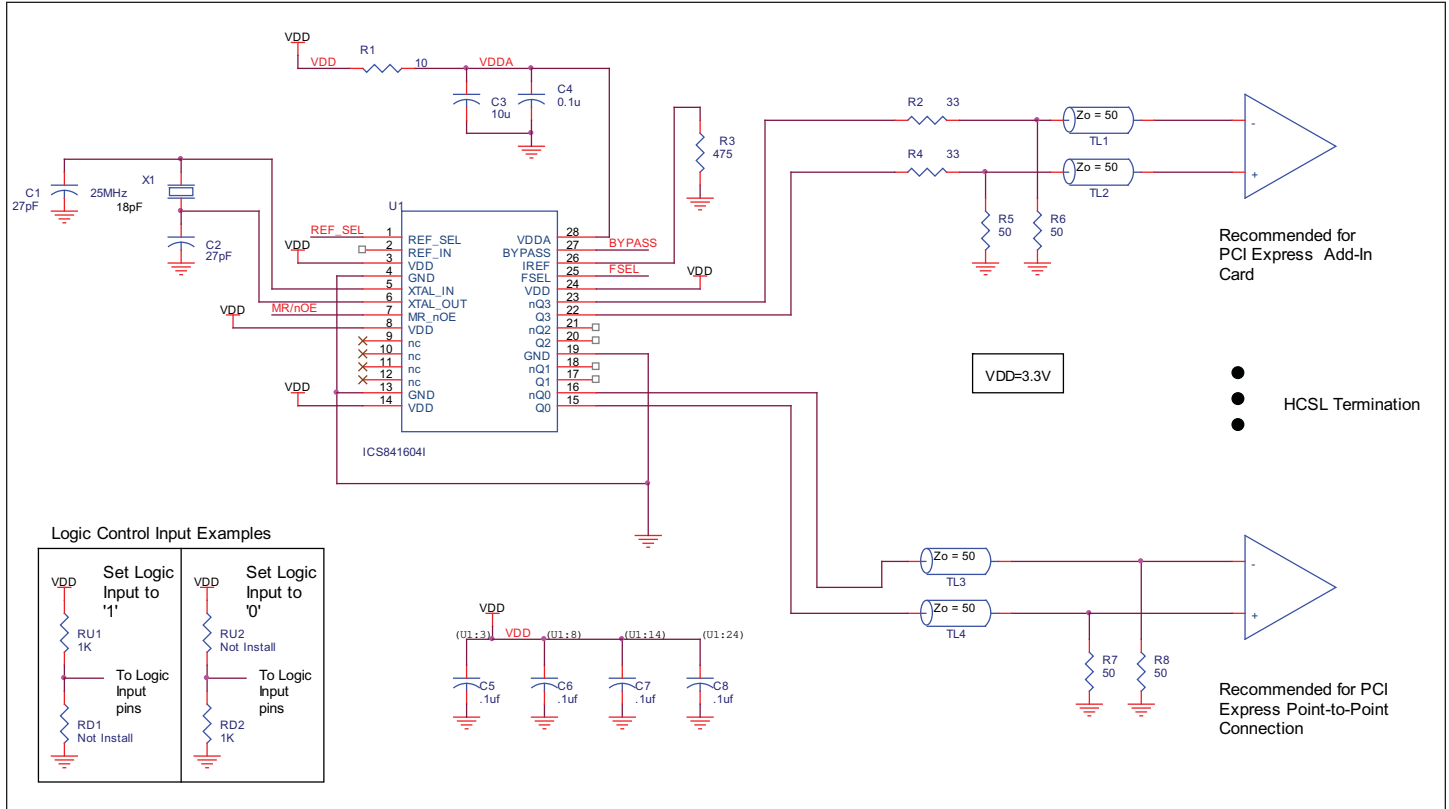 VDD
VDD
R1
10
VDDA
C3
10u
C4
0.1u
R3
475
C1
27pF
25MHz
X1
18pF
C2
27pF
U1
REF_SEL
VDD
MR/nOE
VDD
VDD
1 REF_SEL
2 REF_IN
3 VDD
4 GND
5 XTAL_IN
6 XTAL_OUT
7 MR_nOE
8 VDD
9 nc
10 nc
11 nc
12 nc
13 GND
14 VDD
VDDA 28
BYPASS 27
IREF 26
FSEL 25
VDD 24
nQ3 23
Q3 22
nQ2 21
Q2 20
GND 19
nQ1 18
Q1 17
nQ0 16
Q0 15
BYPASS
FSEL
VDD
ICS841604I
R2 33
R4 33
Zo = 50
TL1
Zo = 50
TL2
-
+
R5
50
R6
50
Recommended for
PCI Express Add-In
Card
VDD=3.3V
HCSL Termination
Zo = 50
TL3
Zo = 50
TL4
-
+
R7
50
R8
50
Recommended for PCI
Express Point-to-Point
Connection
Logic Control Input Examples
VDD
Set Logic
Input to
'1'
RU1
1K
To Logic
Input
pins
RD1
Not Install
VDD
Set Logic
Input to
'0'
RU2
Not Install
To Logic
Input
pins
RD2
1K
VDD
(U1:3)
VDD
(U1:8)
(U1:14)
(U1:24)
C5
.1uf
C6
.1uf
C7
.1uf
C8
.1uf